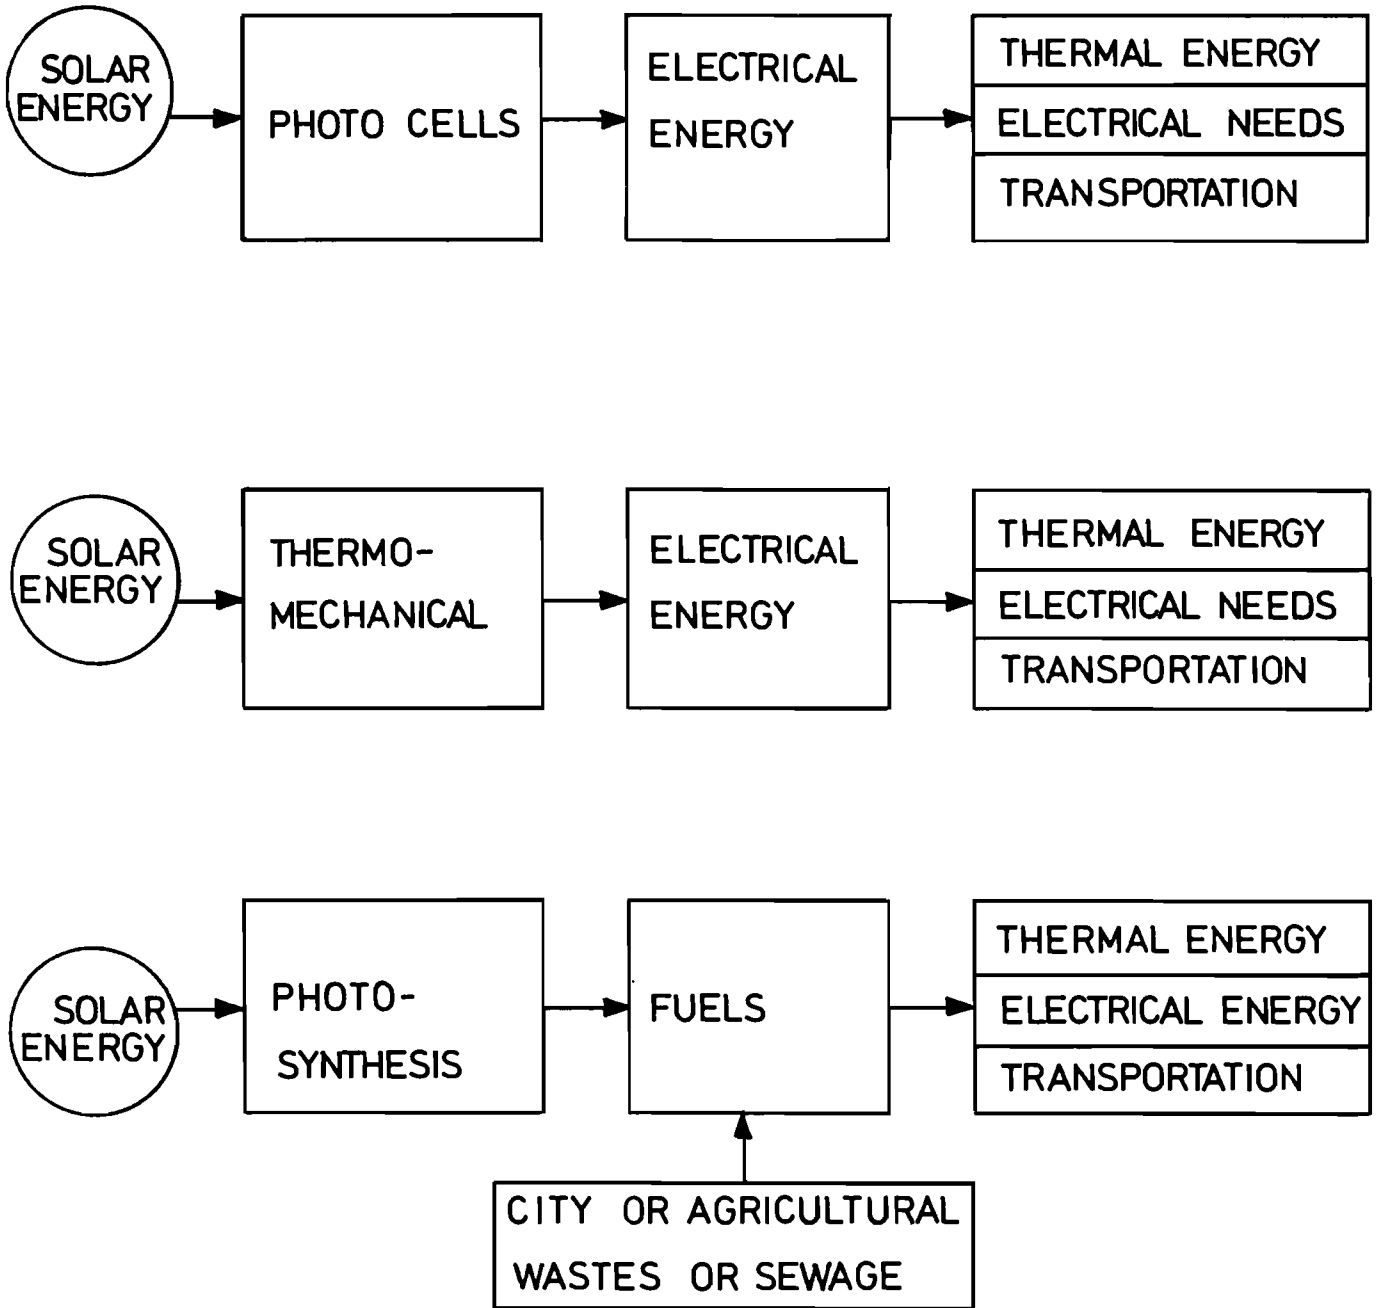 SOLAR
ENERGY
PHOTO CELLS
ELECTRICAL
ENERGY
THERMAL ENERGY
ELECTRICAL NEEDS
TRANSPORTATION
SOLAR
ENERGY
THERMO-
MECHANICAL
ELECTRICAL
ENERGY
THERMAL ENERGY
ELECTRICAL NEEDS
TRANSPORTATION
SOLAR
ENERGY
PHOTO-
SYNTHESIS
FUELS
THERMAL ENERGY
ELECTRICAL ENERGY
TRANSPORTATION
CITY OR AGRICULTURAL
WASTES OR SEWAGE